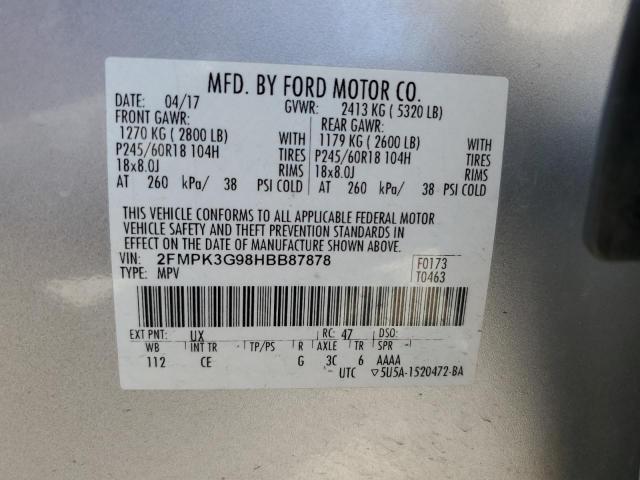 MFD. BY FORD MOTOR CO.
DATE: 04/17 GVWR: 2413 KG ( 5320 LB)
FRONT GAWR: REAR GAWR:
1270 KG ( 2800 LB) WITH 1179 KG ( 2600 LB) WITH
P245/60R18 104H TIRES P245/60R18 104H TIRES
18x8.0J RIMS 18x8.0J RIMS
AT 260 kPa/ 38 PSI COLD AT 260 kPa/ 38 PSI COLD
THIS VEHICLE CONFORMS TO ALL APPLICABLE FEDERAL MOTOR
VEHICLE SAFETY AND THEFT PREVENTION STANDARDS IN
EFFECT ON THE DATE OF MANUFACTURE SHOWN ABOVE.
VIN: 2FMPK3G98HBB87878 F0173
TYPE: MPV T0463
EXT PNT: UX RC: 47 DSO:
WB INT TR TP/PS R AXLE TR SPR
112 CE G 3C 6 AAAA
UTC ▽5U5A-1520472-BA